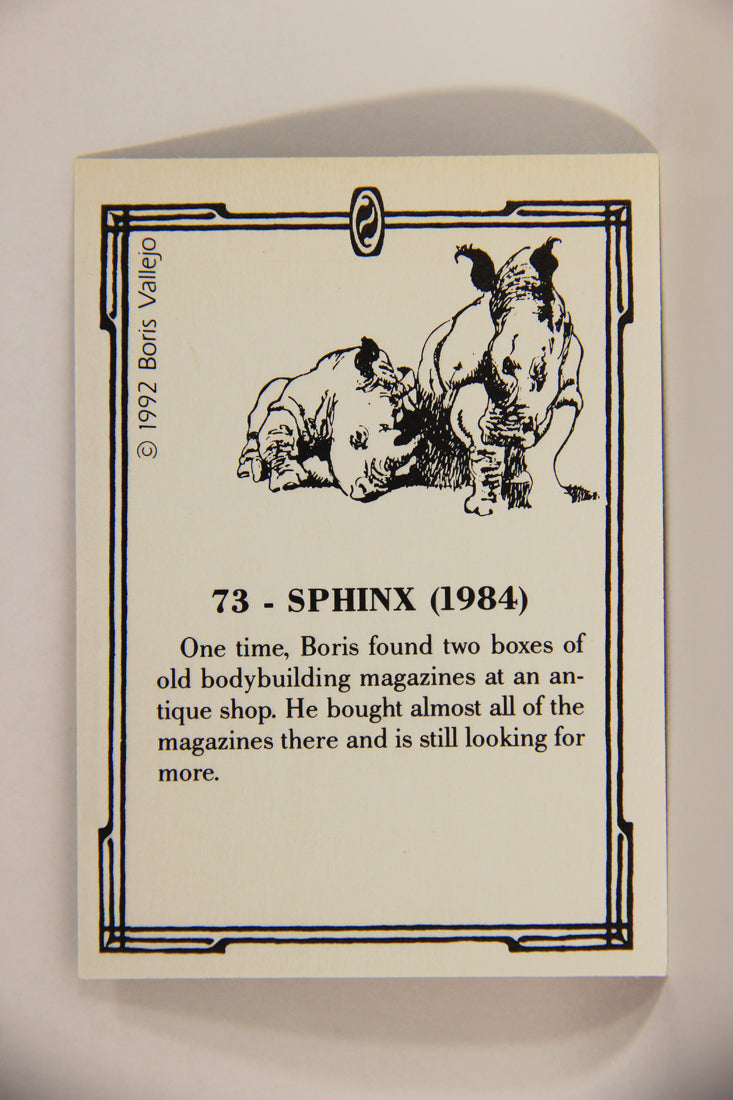 © 1992 Boris Vallejo
73 - SPHINX (1984)
One time, Boris found two boxes of
old bodybuilding magazines at an an-
tique shop. He bought almost all of the
magazines there and is still looking for
more.